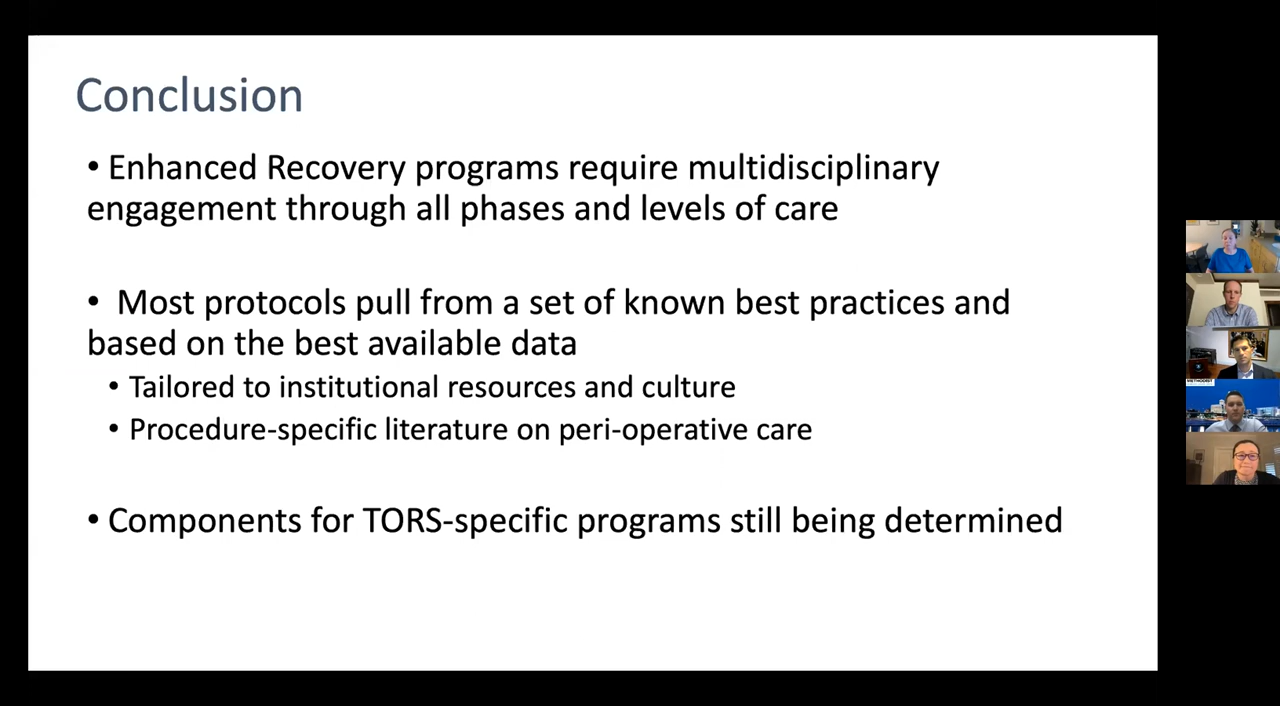 Conclusion
• Enhanced Recovery programs require multidisciplinary
engagement through all phases and levels of care
• Most protocols pull from a set of known best practices and
based on the best available data
• Tailored to institutional resources and culture
• Procedure-specific literature on peri-operative care
• Components for TORS-specific programs still being determined
METHODIST